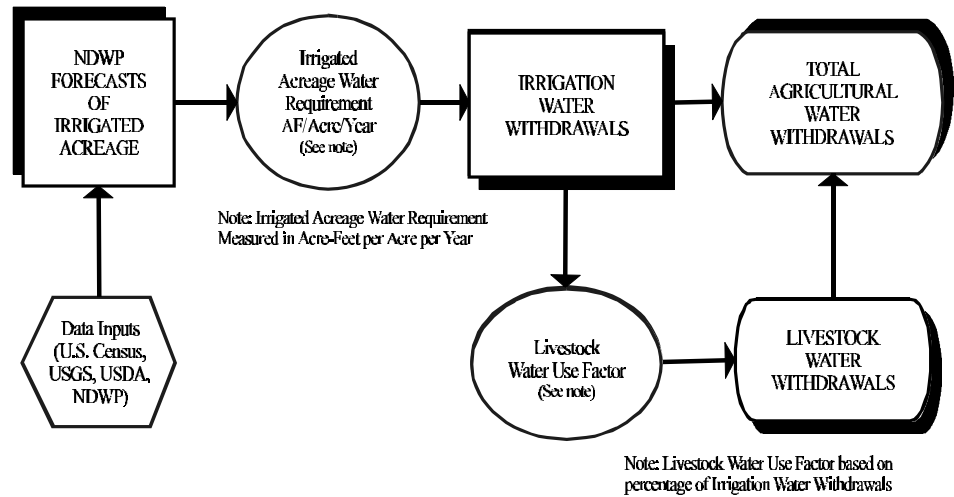 NDWP
FORECASTS
OF
IRRIGATED
ACREAGE
Irrigated
Acreage Water
Requirement
AF/Acre/Year
(See note)
IRRIGATION
WATER
WITHDRAWALS
TOTAL
AGRICULTURAL
WATER
WITHDRAWALS
Note: Irrigated Acreage Water Requirement
Measured in Acre-Feet per Acre per Year
Data Inputs
(U.S. Census,
USGS, USDA,
NDWP)
Livestock
Water Use Factor
(See note)
LIVESTOCK
WATER
WITHDRAWALS
Note: Livestock Water Use Factor based on
percentage of Irrigation Water Withdrawals